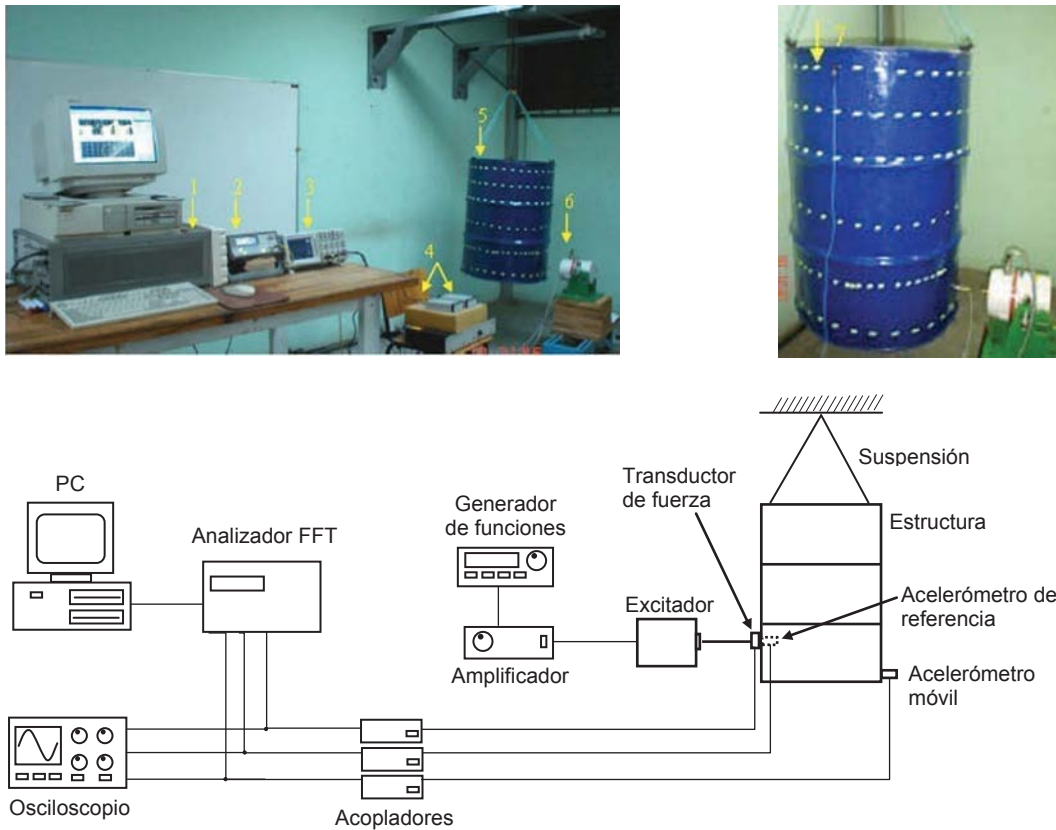 1
2
3
4
5
6
7
PC
Analizador FFT
Generador
de funciones
Amplificador
Excitador
Transductor
de fuerza
Suspensión
Estructura
Acelerómetro de
referencia
Acelerómetro
móvil
Osciloscopio
Acopladores